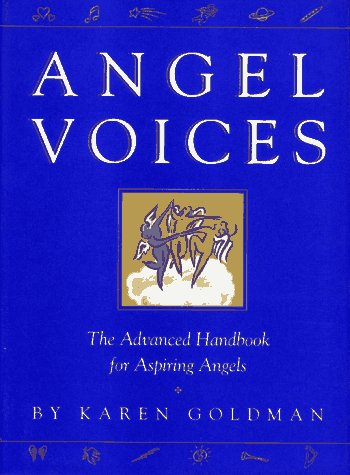 ANGEL
VOICES
The Advanced Handbook
for Aspiring Angels
BY KAREN GOLDMAN